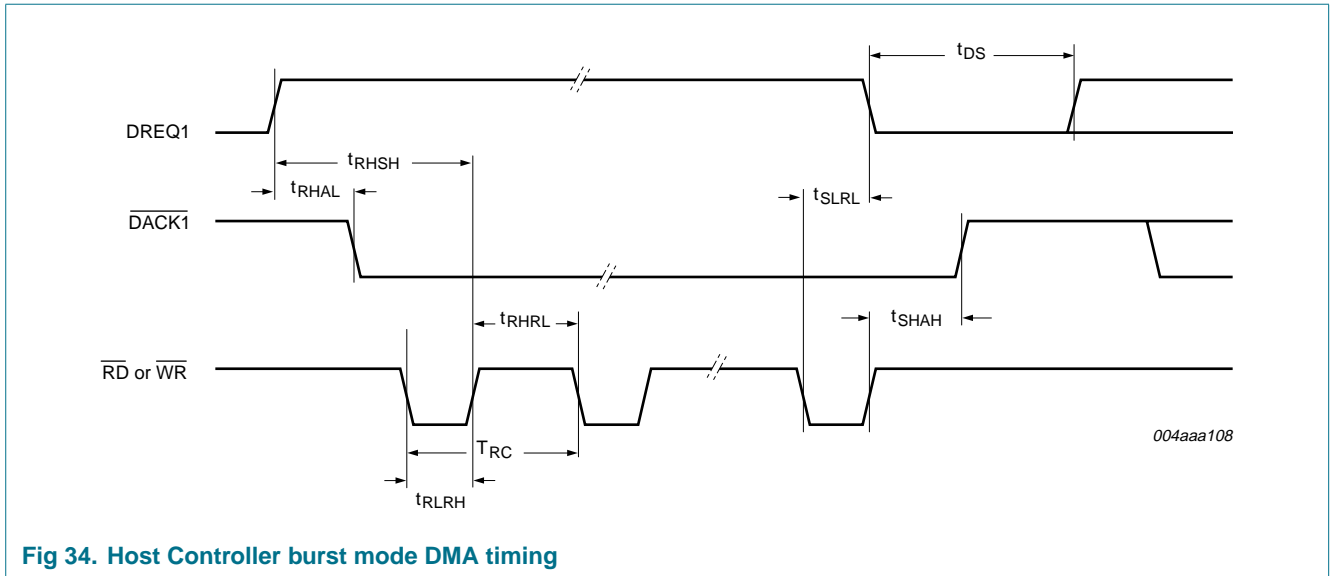 tDS
DREQ1
tRHSH
tRHAL
tSLRL
DACK1
tSHAH
tRHRL
RD or WR
004aaa108
TRC
tRLRH
Fig 34. Host Controller burst mode DMA timing